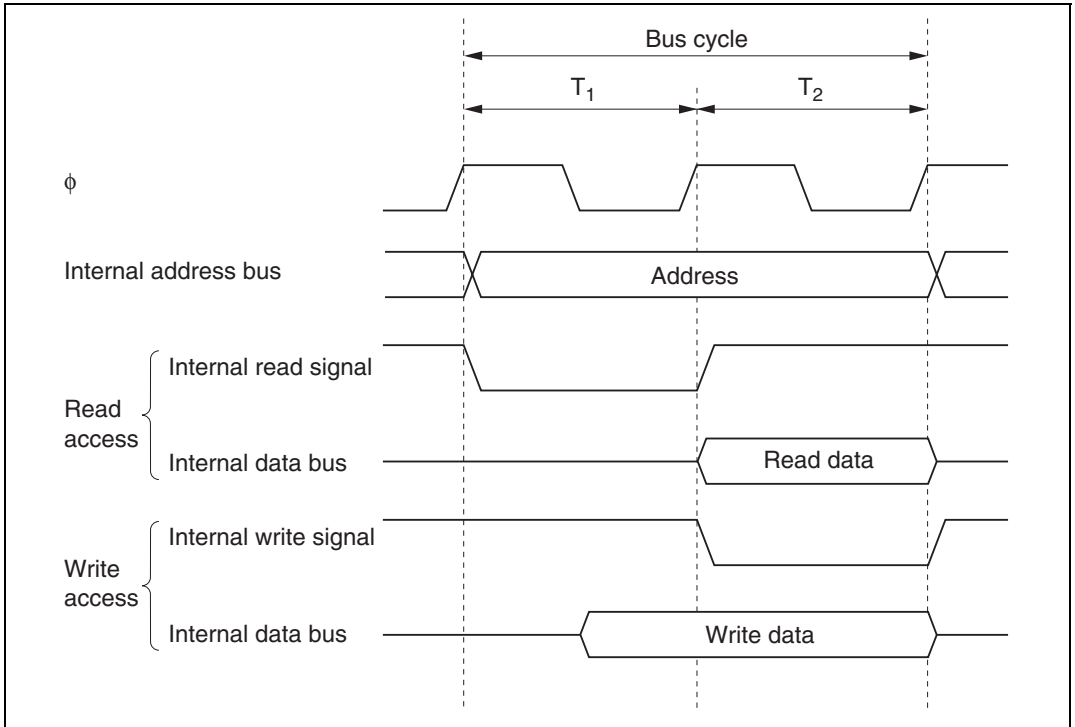 Bus cycle
T₁ T₂
ϕ
Internal address bus
Address
Internal read signal
Read
access
Internal data bus
Read data
Internal write signal
Write
access
Internal data bus
Write data